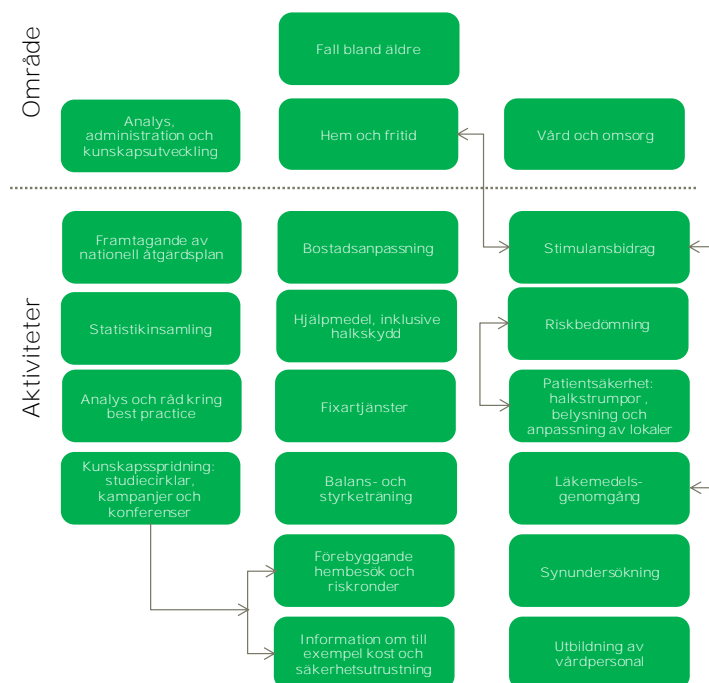 Område
Fall bland äldre
Analys,
administration och
kunskapsutveckling
Hem och fritid
Vård och omsorg
Aktiviteter
Framtagande av
nationell åtgärdsplan
Bostadsanpassning
Stimulansbidrag
Statistikinsamling
Hjälpmedel, inklusive
halkskydd
Riskbedömning
Analys och råd kring
best practice
Fixartjänster
Patientsäkerhet:
halkstrumpor ,
belysning och
anpassning av lokaler
Kunskapsspridning:
studiecirklar,
kampanjer och
konferenser
Balans- och
styrketräning
Läkemedels-
genomgång
Förebyggande
hembesök och
riskronder
Synundersökning
Information om till
exempel kost och
säkerhetsutrustning
Utbildning av
vårdpersonal